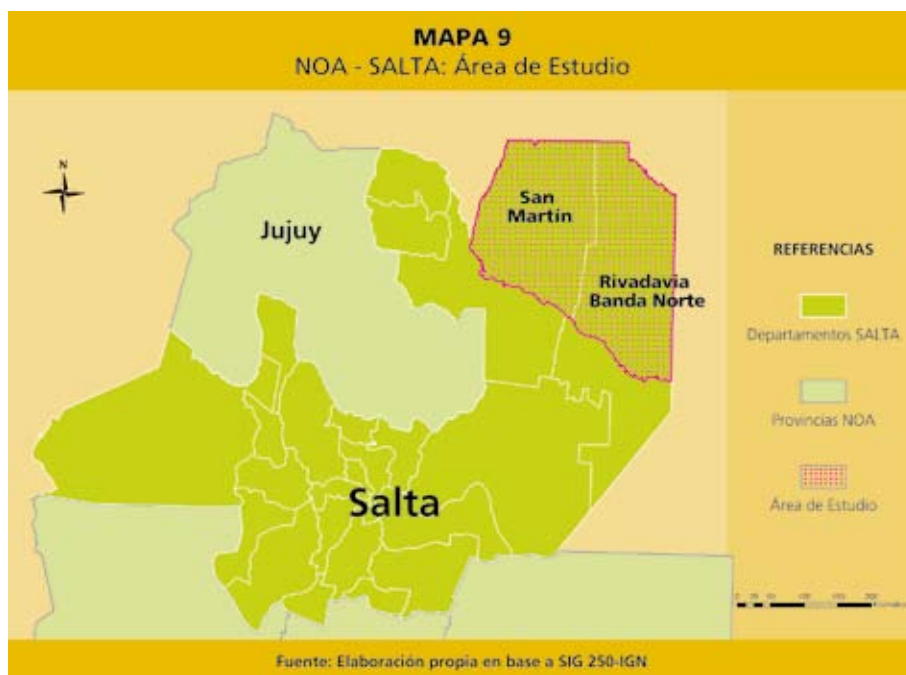 MAPA 9
NOA - SALTA: Área de Estudio
N
Jujuy
San
Martín
Rivadavia
Banda Norte
Salta
REFERENCIAS
Departamentos SALTA
Provincias NOA
Área de Estudio
Fuente: Elaboración propia en base a SIG 250-IGN